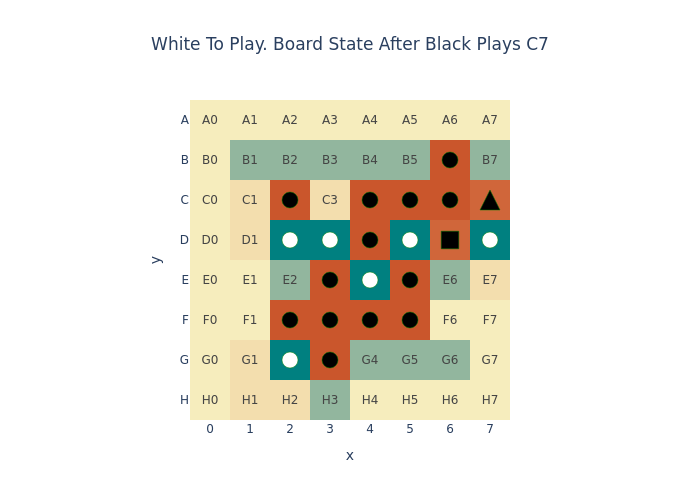 White To Play. Board State After Black Plays C7
A A0 A1 A2 A3 A4 A5 A6 A7
B B0 B1 B2 B3 B4 B5 B7
C C0 C1 C3
D D0 D1
E E0 E1 E2 E6 E7
F F0 F1 F6 F7
G G0 G1 G4 G5 G6 G7
H H0 H1 H2 H3 H4 H5 H6 H7
0 1 2 3 4 5 6 7
x
y